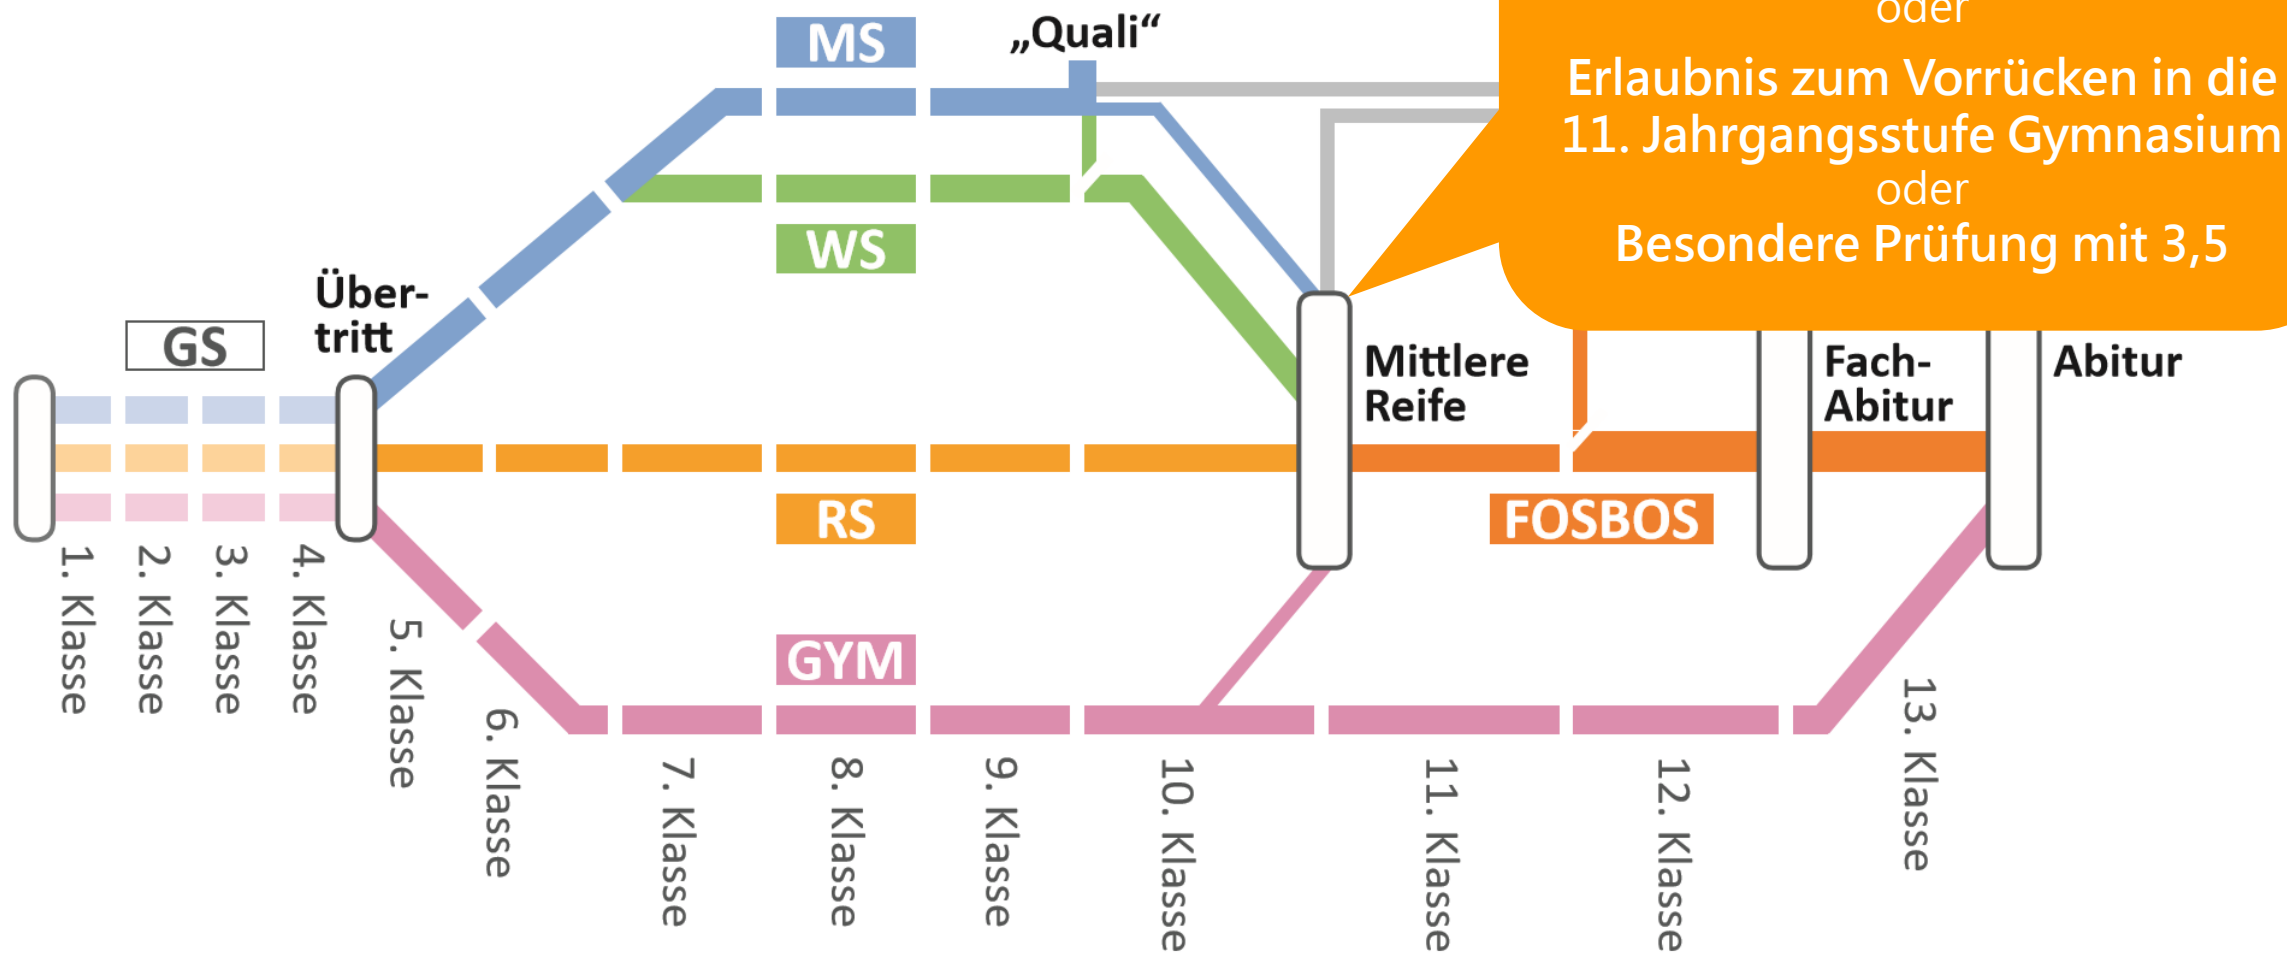 MS
„Quali“
oder
Erlaubnis zum Vorrücken in die
11. Jahrgangsstufe Gymnasium
oder
Besondere Prüfung mit 3,5
WS
Über-
tritt
GS
Mittlere
Reife
Fach-
Abitur
Abitur
RS
FOSBOS
GYM
1. Klasse
2. Klasse
3. Klasse
4. Klasse
5. Klasse
6. Klasse
7. Klasse
8. Klasse
9. Klasse
10. Klasse
11. Klasse
12. Klasse
13. Klasse